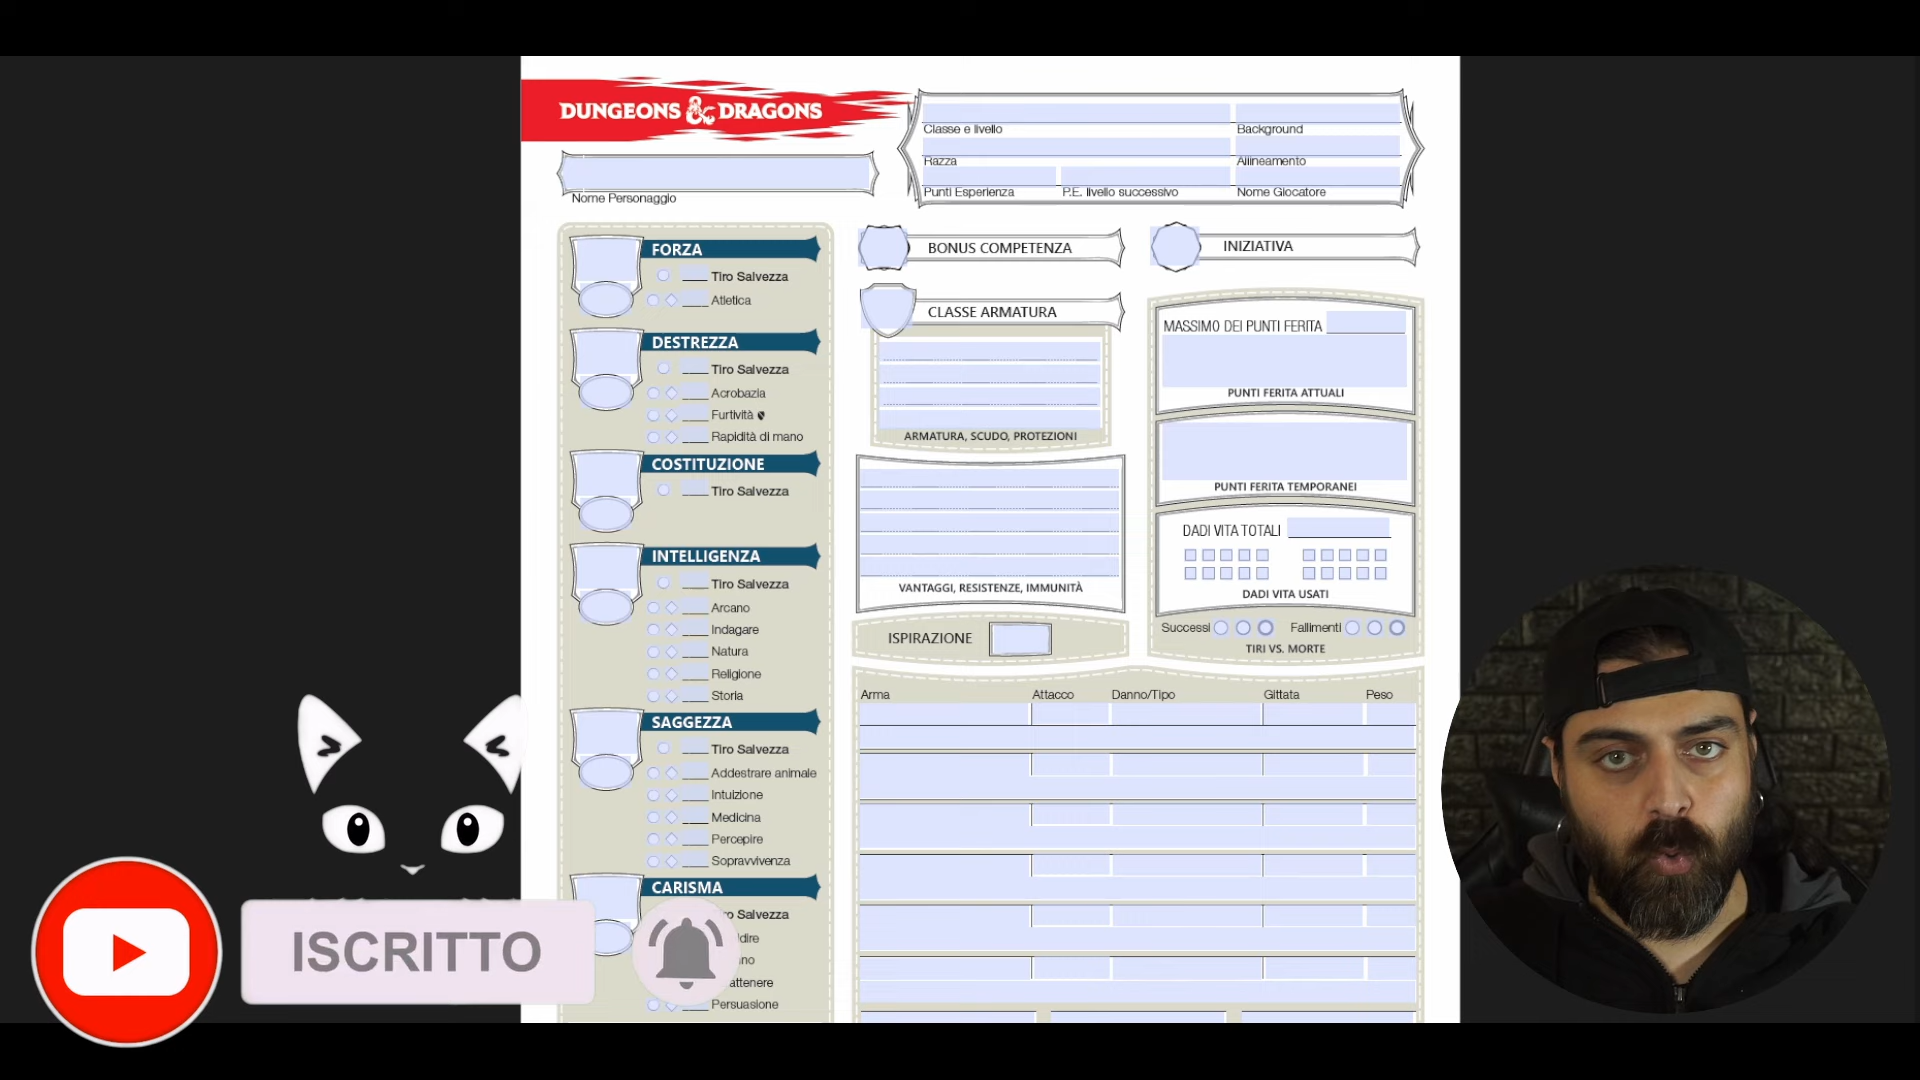 DUNGEONS & DRAGONS
Classe e livello
Background
Razza
Allineamento
Punti Esperienza
P.E. livello successivo
Nome Giocatore
Nome Personaggio
FORZA
Tiro Salvezza
Atletica
DESTREZZA
Tiro Salvezza
Acrobazia
Furtività
Rapidità di mano
COSTITUZIONE
Tiro Salvezza
INTELLIGENZA
Tiro Salvezza
Arcano
Indagare
Natura
Religione
Storia
SAGGEZZA
Tiro Salvezza
Addestrare animale
Intuizione
Medicina
Percepire
Sopravvivenza
CARISMA
Salvezza
Persuasione
BONUS COMPETENZA
INIZIATIVA
CLASSE ARMATURA
ARMATURA, SCUDO, PROTEZIONI
VANTAGGI, RESISTENZE, IMMUNITÀ
ISPIRAZIONE
MASSIMO DEI PUNTI FERITA
PUNTI FERITA ATTUALI
PUNTI FERITA TEMPORANEI
DADI VITA TOTALI
DADI VITA USATI
Successi
Fallimenti
TIRI VS. MORTE
Arma
Attacco
Danno/Tipo
Gittata
Peso
ISCRITTO